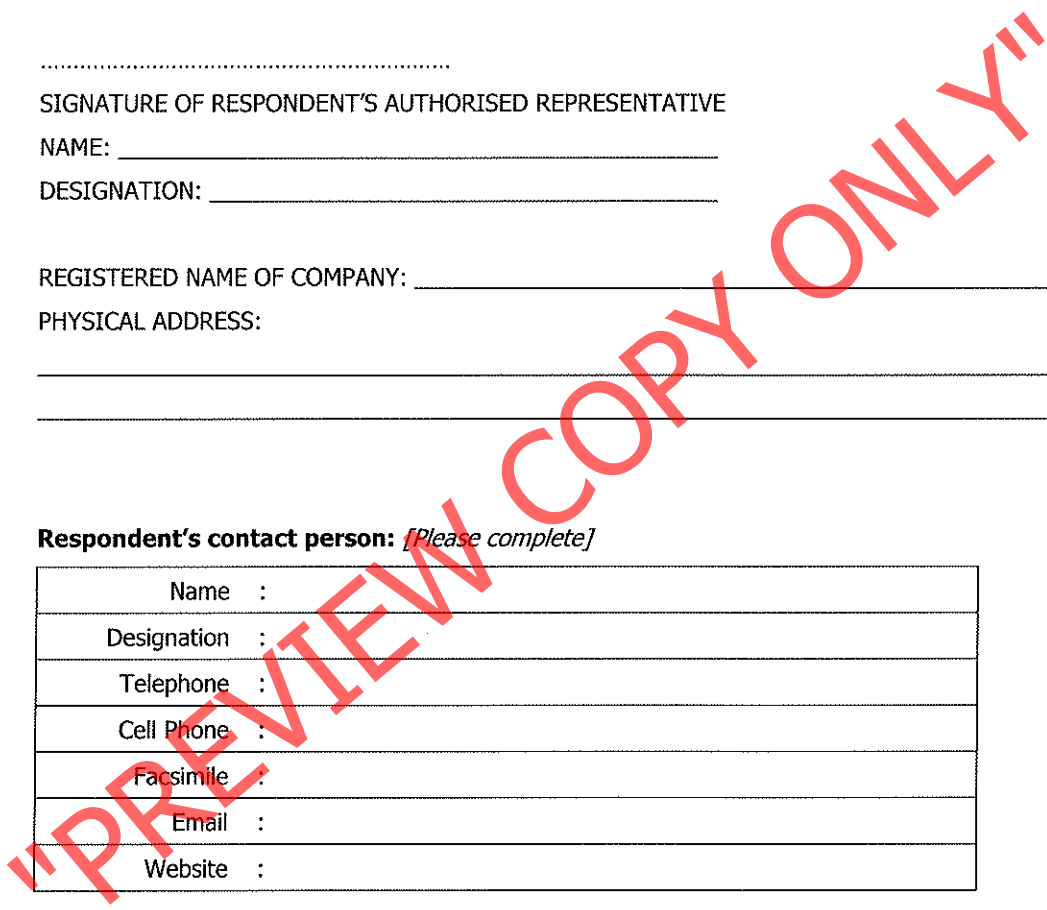 SIGNATURE OF RESPONDENT'S AUTHORISED REPRESENTATIVE
NAME:
DESIGNATION:
REGISTERED NAME OF COMPANY:
PHYSICAL ADDRESS:
Respondent's contact person: [Please complete]
Name :
Designation :
Telephone :
Cell Phone :
Facsimile :
Email :
Website :
"PREVIEW COPY ONLY"